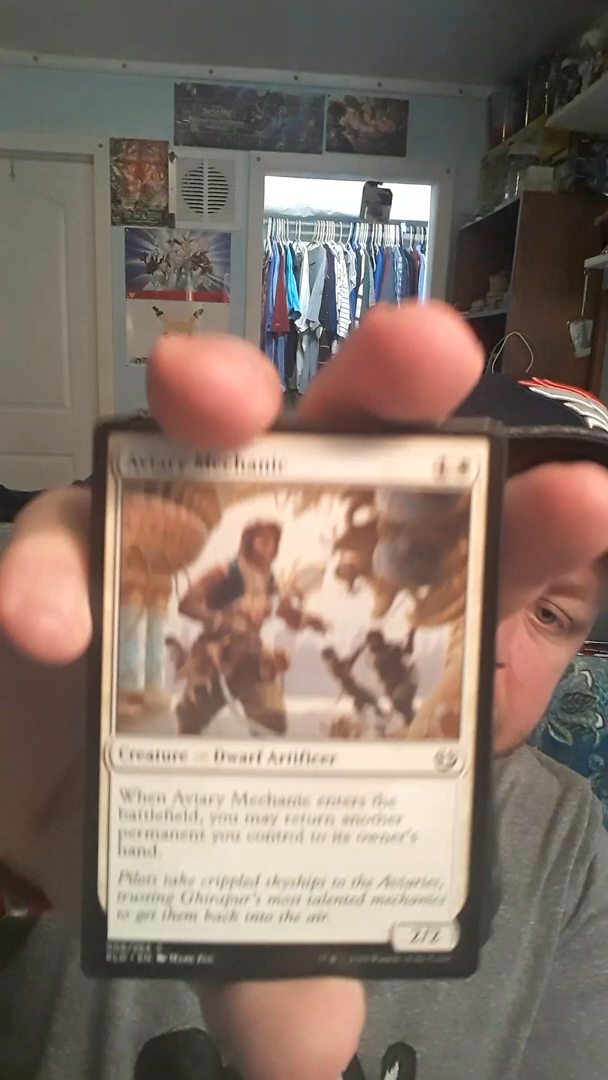 Aviary Mechanic
Creature — Dwarf Artificer
When Aviary Mechanic enters the
battlefield, you may return another
permanent you control to its owner's
hand.
Pilots take crippled skyships to the Aviaries,
trusting Ghirapur's most talented mechanics
to get them back into the air.
2/2
KLD • EN